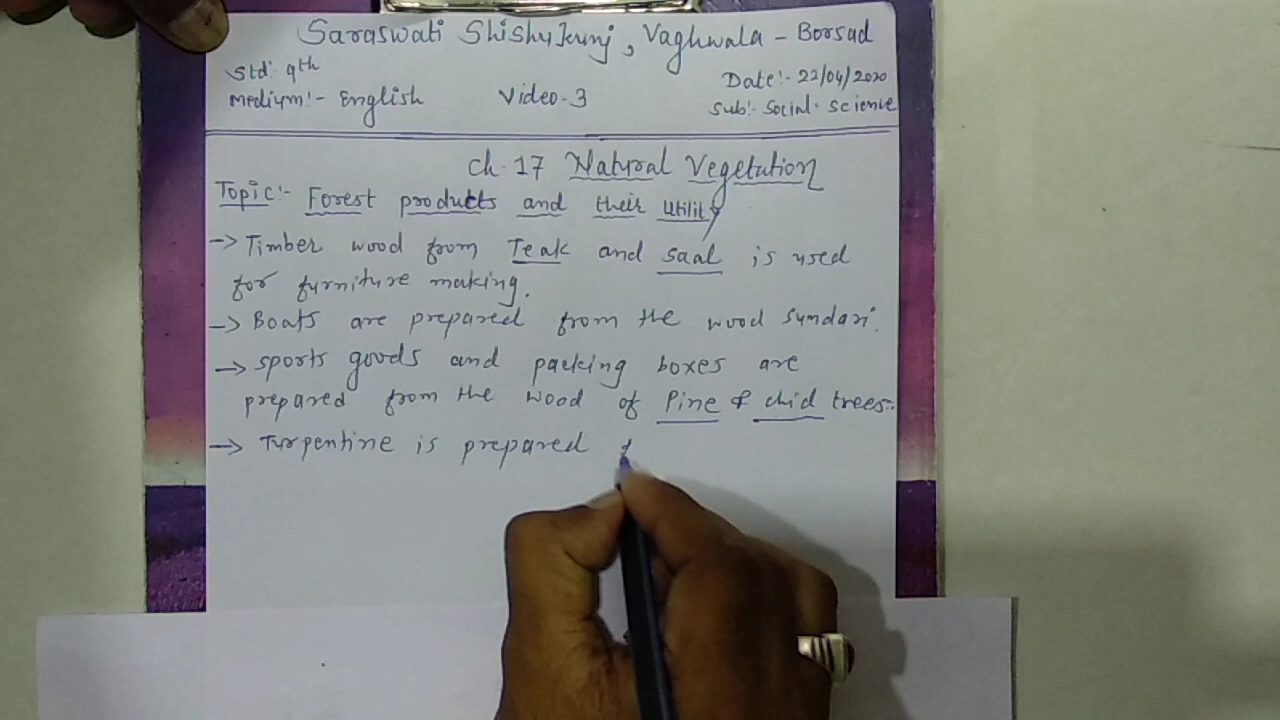 Saraswati ShishuKunj, Vaghwala - Borsad
Std: 9th
Date:- 22/04/2020
Medium:- English
Video-3
Sub:- Social Science
Ch. 17 Natural Vegetation
Topic:- Forest products and their Utility
-> Timber wood from Teak and Saal is used
for furniture making.
-> Boats are prepared from the wood Sundari.
-> Sports goods and packing boxes are
prepared from the wood of Pine & chid trees.
-> Turpentine is prepared